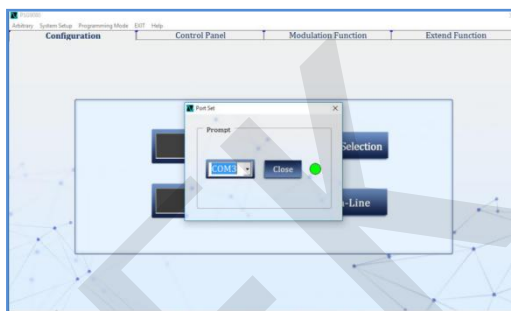 Arbitrary System Setup Programming Mode EXIT Help
Configuration Control Panel Modulation Function Extend Function
Port Set
Prompt
COM3 Close
Selection
-Line